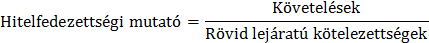 Hitelfedezettségi mutató = Követelések / Rövid lejáratú kötelezettségek